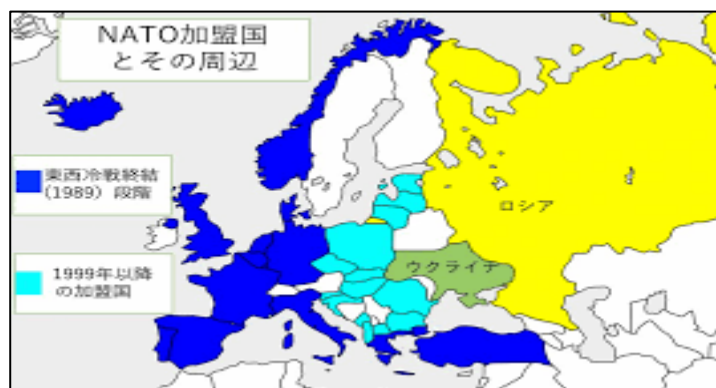 NATO加盟国
とその周辺
東西冷戦終結
(1989) 段階
1999年以降
の加盟国
ロシア
ウクライナ